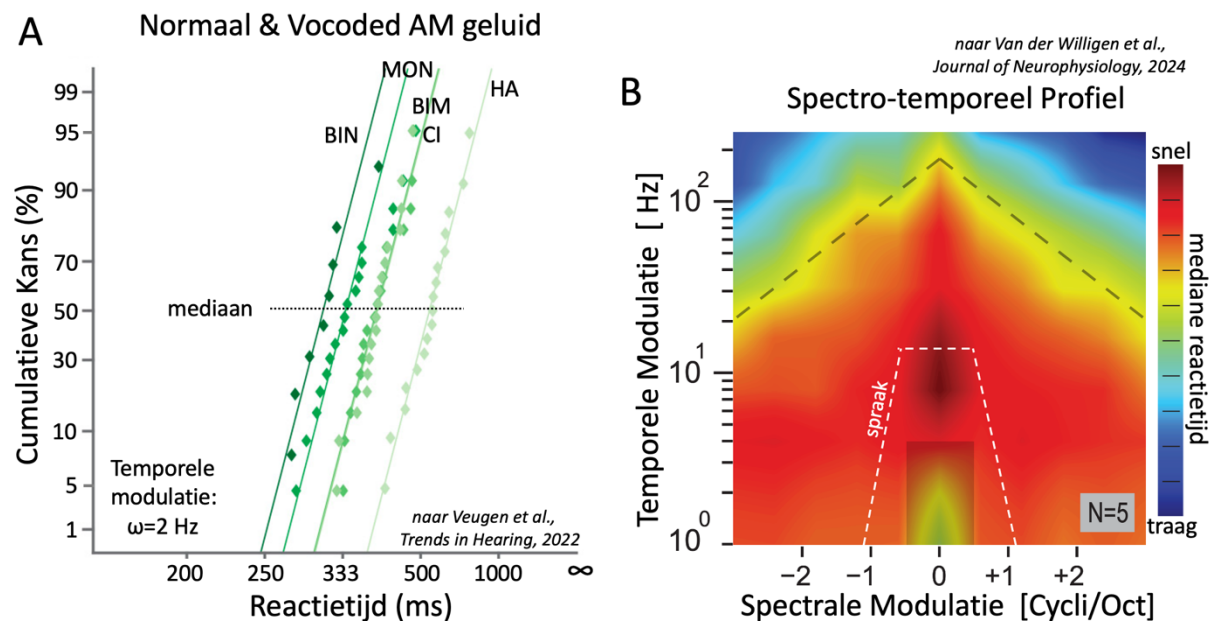 A
Normaal & Vocoded AM geluid
Cumulatieve Kans (%)
99
95
90
70
50
30
10
5
1
MON
HA
BIM
BIN
CI
mediaan
Temporele
modulatie:
ω=2 Hz
naar Veugen et al.,
Trends in Hearing, 2022
200
250
333
500
1000
∞
Reactietijd (ms)
naar Van der Willigen et al.,
Journal of Neurophysiology, 2024
B
Spectro-temporeel Profiel
Temporele Modulatie [ Hz]
10²
10¹
10⁰
spraak
N=5
−2
−1
0
+1
+2
Spectrale Modulatie [Cycli/Oct]
snel
mediane reactietijd
traag